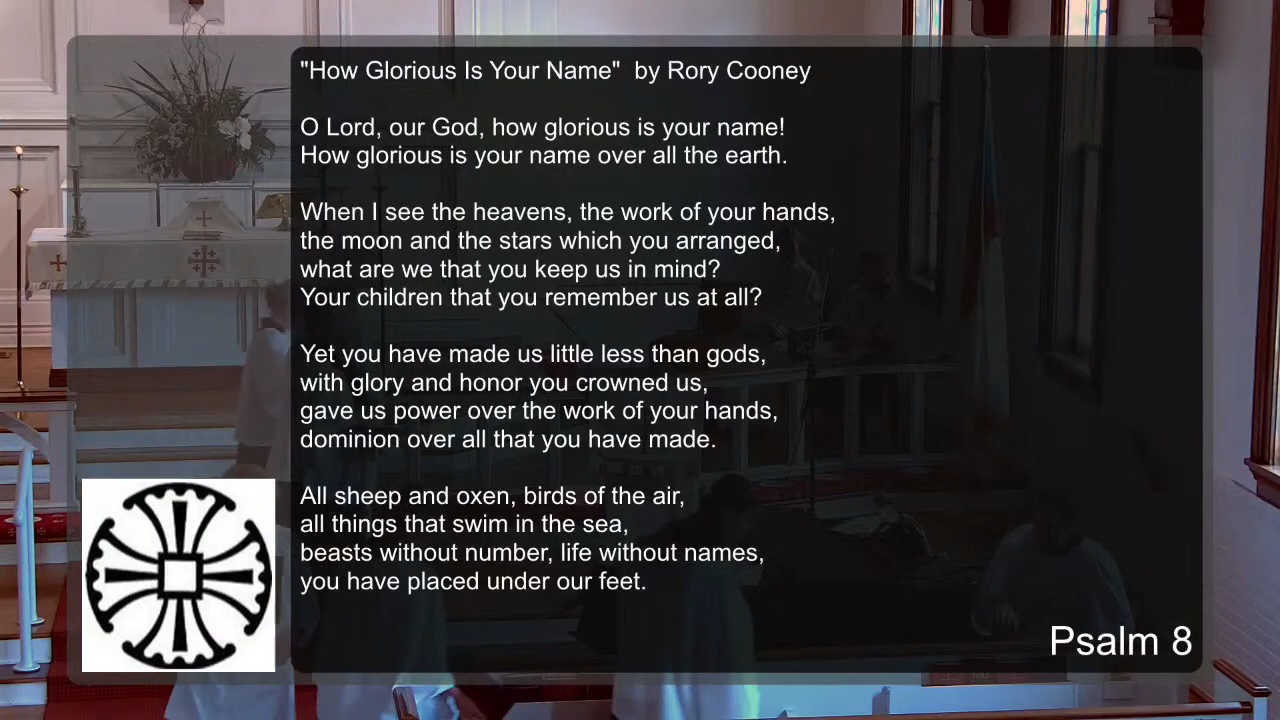 "How Glorious Is Your Name"  by Rory Cooney
O Lord, our God, how glorious is your name!
How glorious is your name over all the earth.
When I see the heavens, the work of your hands,
the moon and the stars which you arranged,
what are we that you keep us in mind?
Your children that you remember us at all?
Yet you have made us little less than gods,
with glory and honor you crowned us,
gave us power over the work of your hands,
dominion over all that you have made.
All sheep and oxen, birds of the air,
all things that swim in the sea,
beasts without number, life without names,
you have placed under our feet.
Psalm 8